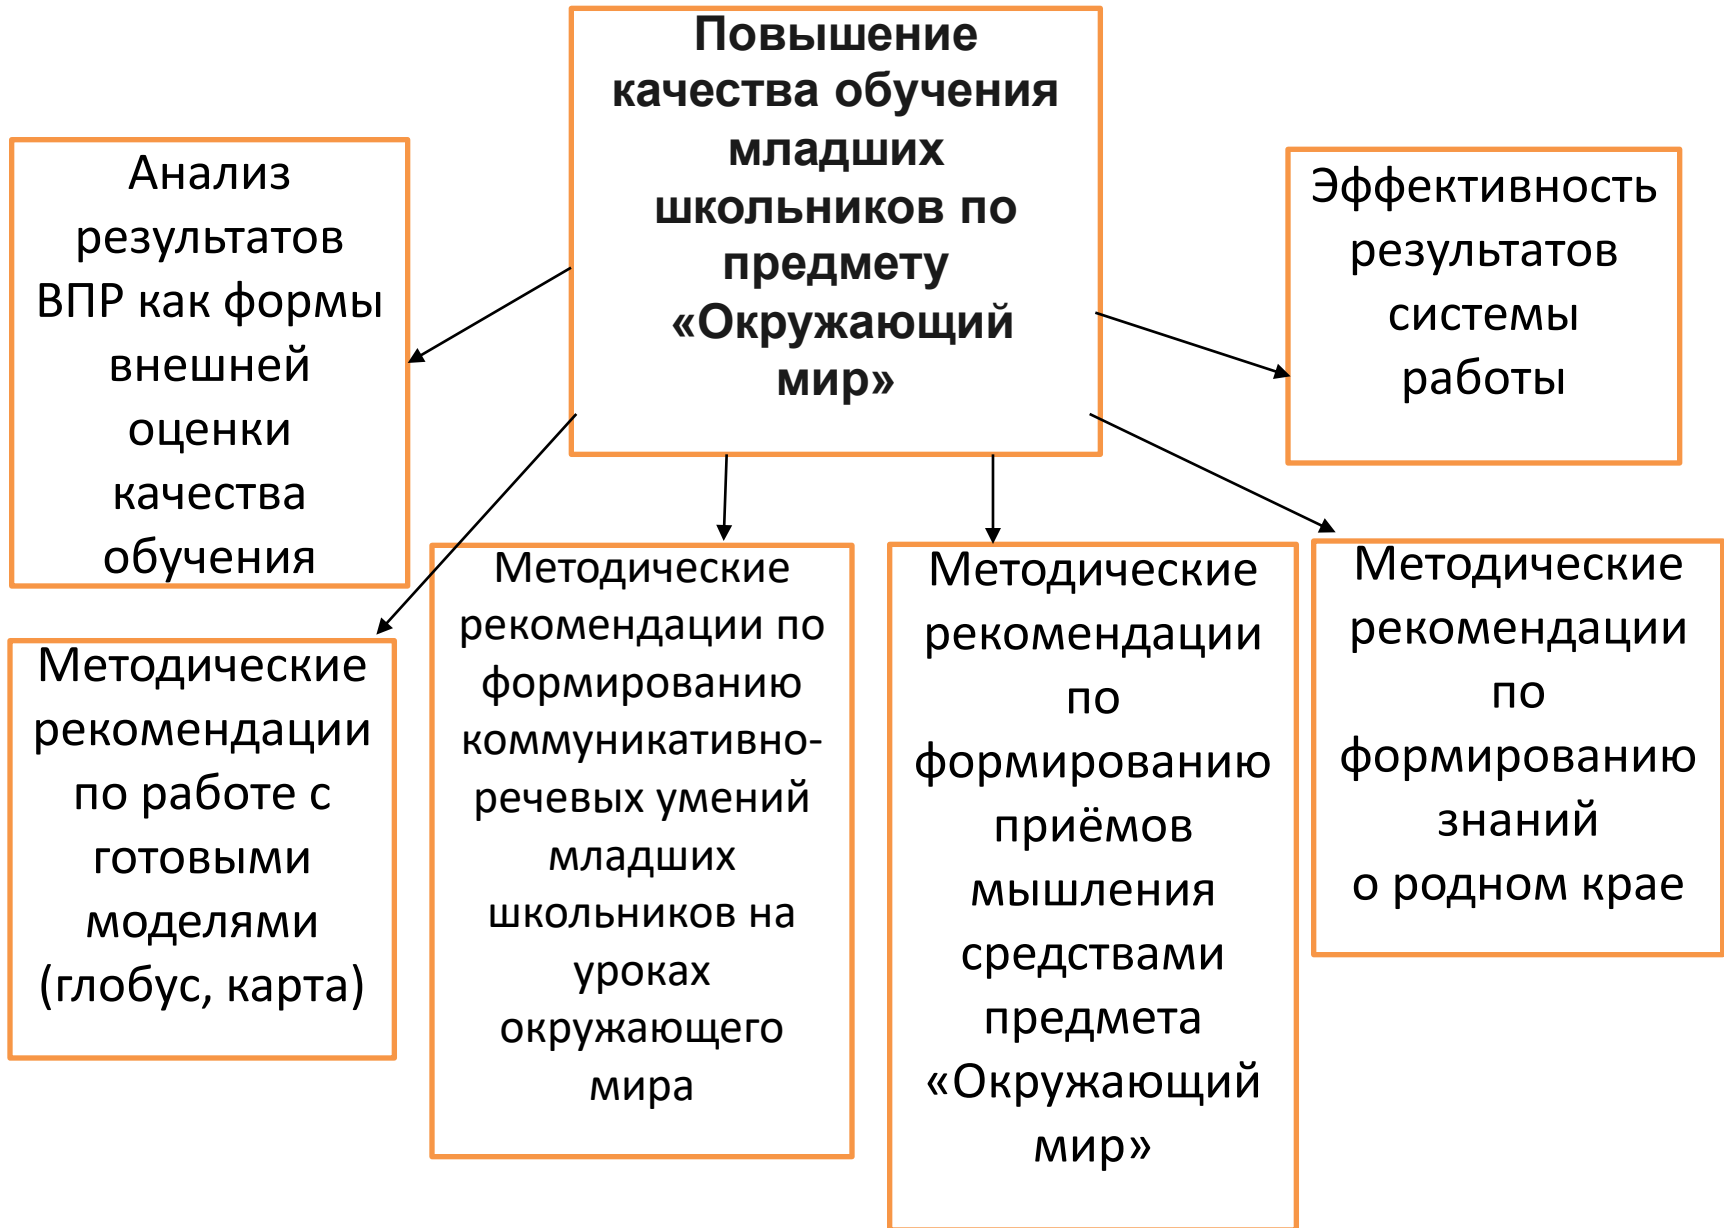 Повышение
качества обучения
младших
школьников по
предмету
«Окружающий
мир»
Анализ
результатов
ВПР как формы
внешней
оценки
качества
обучения
Эффективность
результатов
системы
работы
Методические
рекомендации
по работе с
готовыми
моделями
(глобус, карта)
Методические
рекомендации по
формированию
коммуникативно-
речевых умений
младших
школьников на
уроках
окружающего
мира
Методические
рекомендации
по
формированию
приёмов
мышления
средствами
предмета
«Окружающий
мир»
Методические
рекомендации
по
формированию
знаний
о родном крае